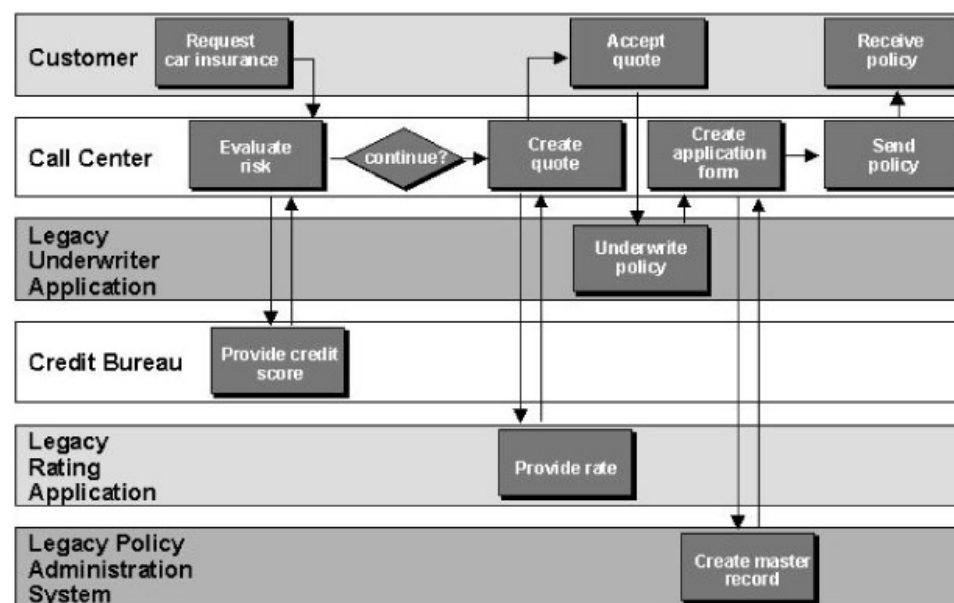 Customer
Request
car insurance
Accept
quote
Receive
policy
Call Center
Evaluate
risk
continue?
Create
quote
Create
application
form
Send
policy
Legacy
Underwriter
Application
Underwrite
policy
Credit Bureau
Provide credit
score
Legacy
Rating
Application
Provide rate
Legacy Policy
Administration
System
Create master
record